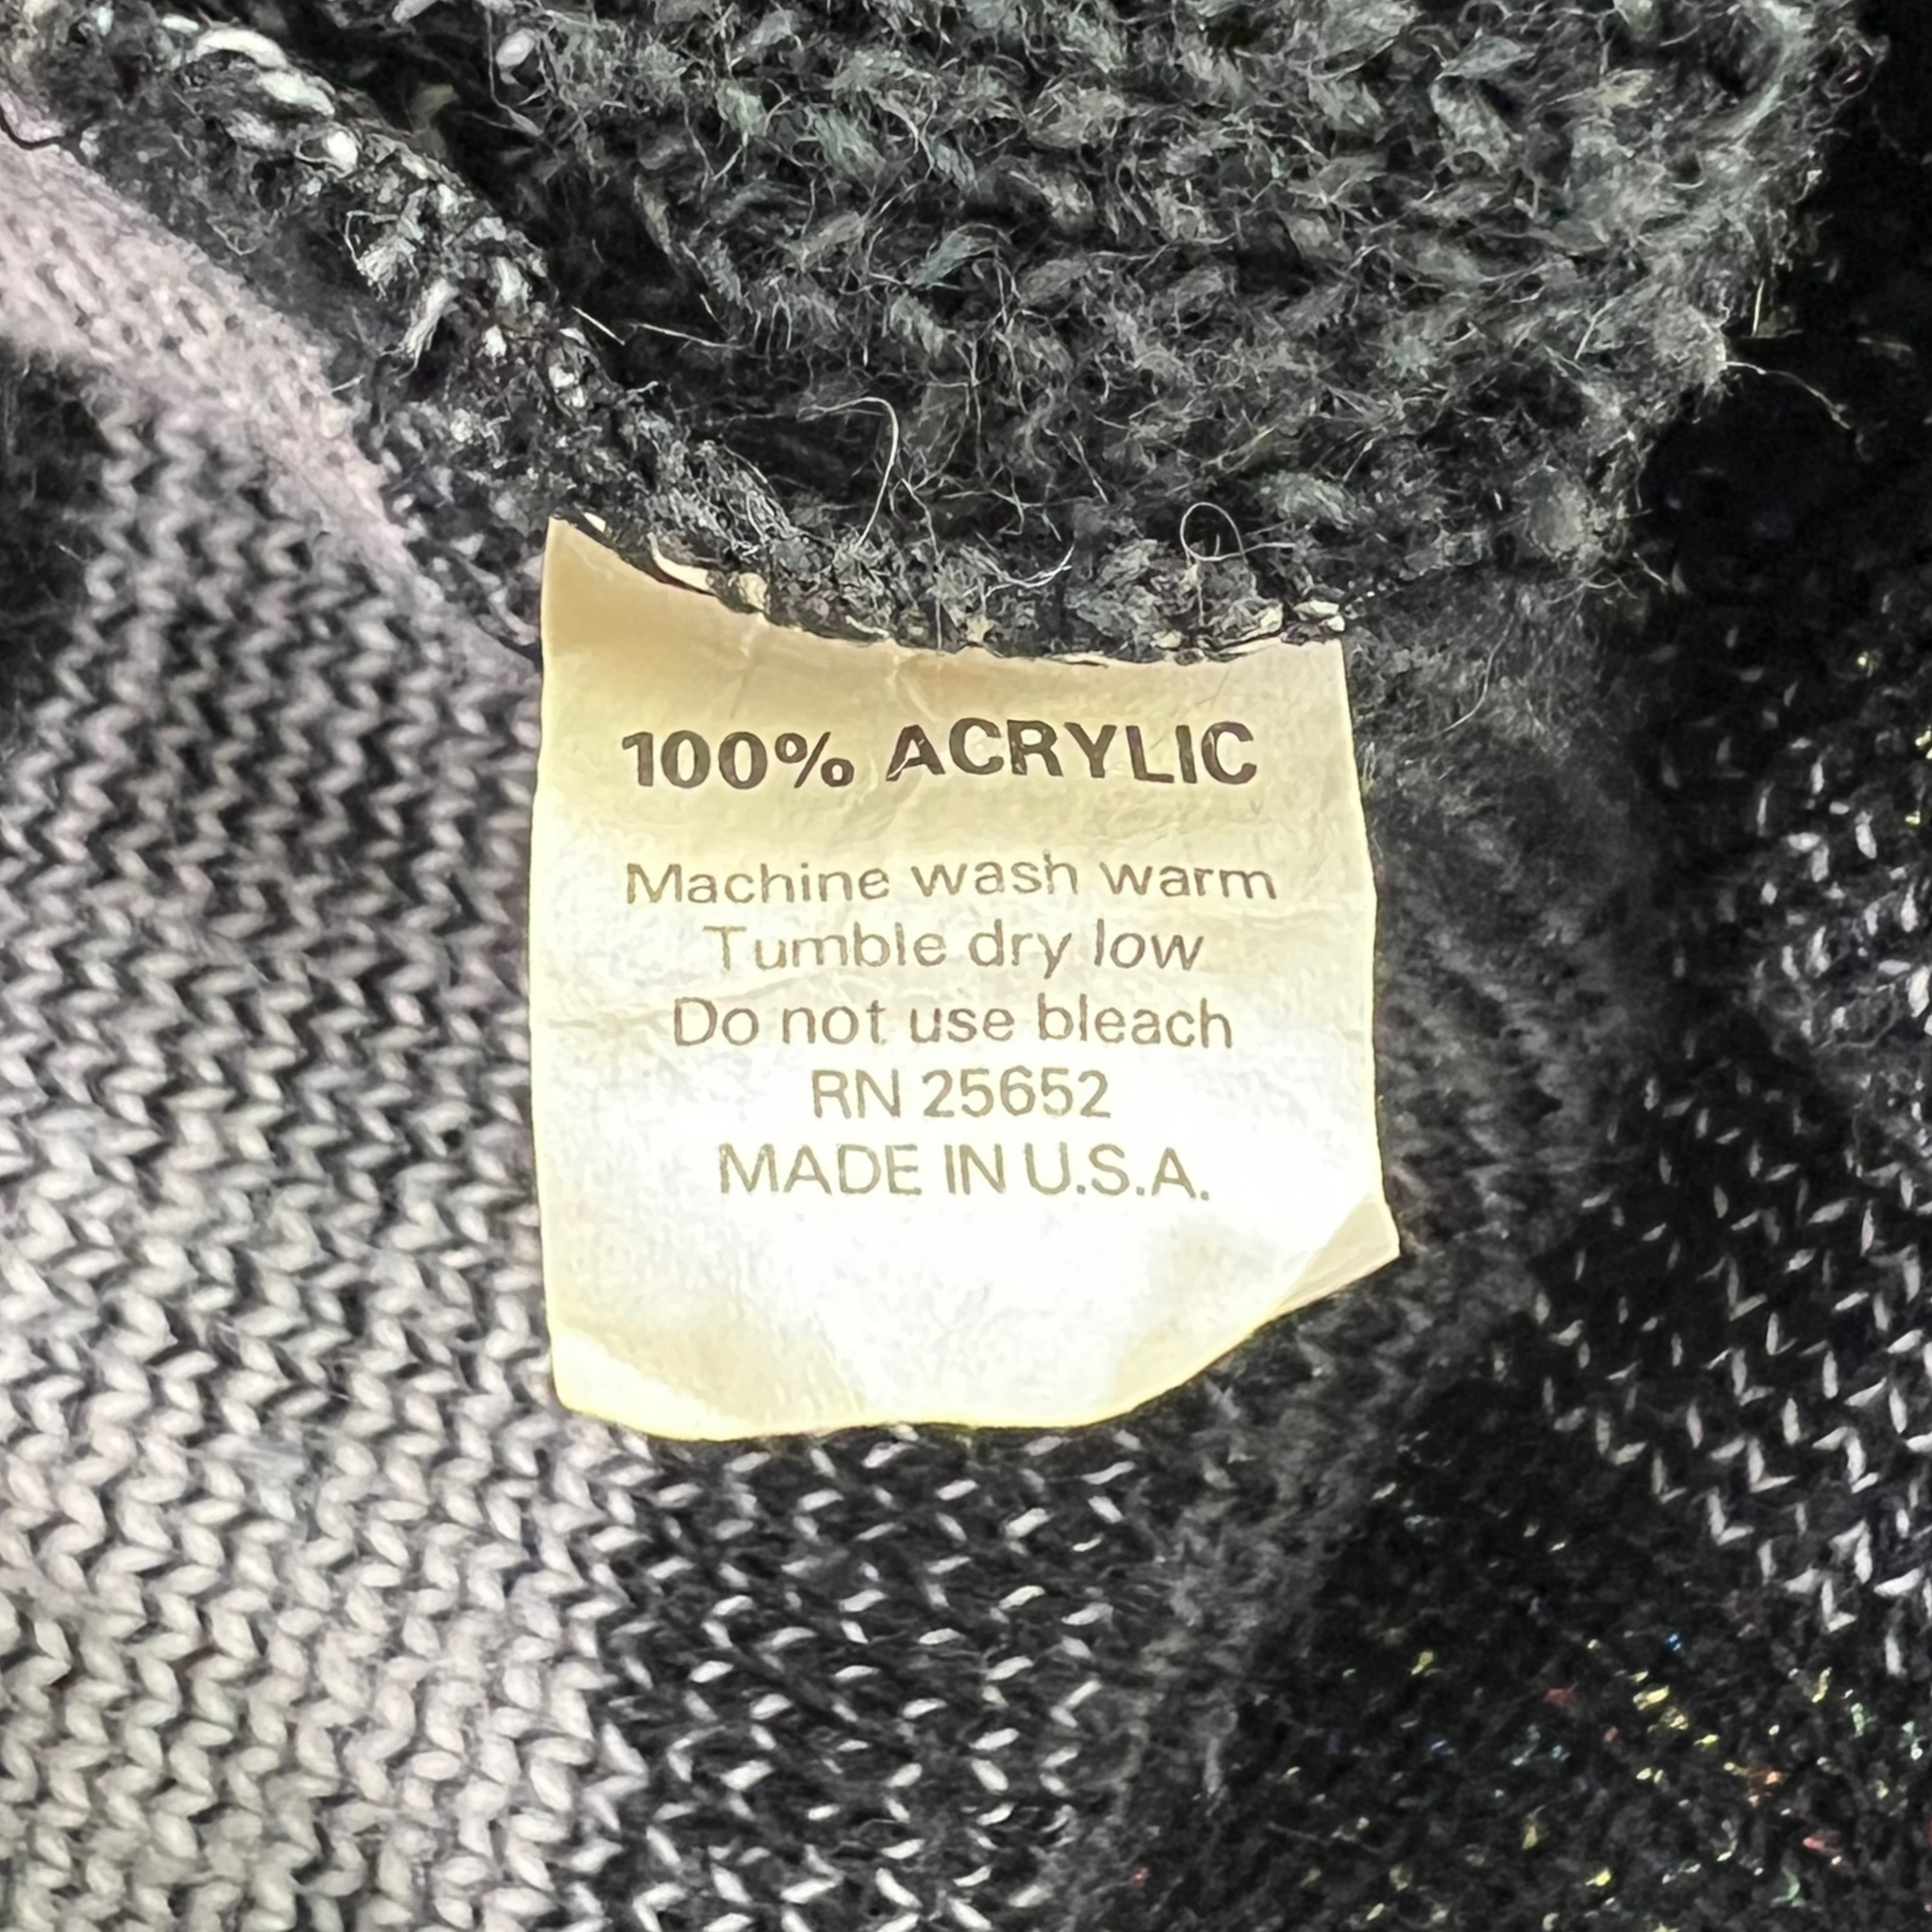 100% ACRYLIC
Machine wash warm
Tumble dry low
Do not use bleach
RN 25652
MADE IN U.S.A.